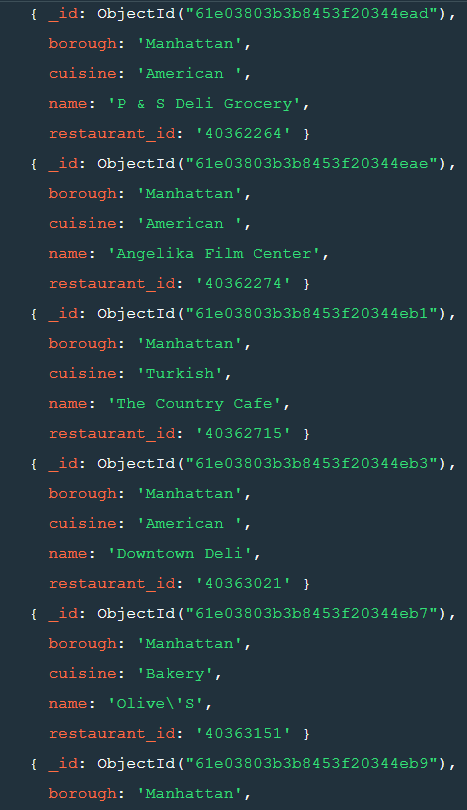 { _id: ObjectId("61e03803b3b8453f20344ead"),
borough: 'Manhattan',
cuisine: 'American ',
name: 'P & S Deli Grocery',
restaurant_id: '40362264' }
{ _id: ObjectId("61e03803b3b8453f20344eae"),
borough: 'Manhattan',
cuisine: 'American ',
name: 'Angelika Film Center',
restaurant_id: '40362274' }
{ _id: ObjectId("61e03803b3b8453f20344eb1"),
borough: 'Manhattan',
cuisine: 'Turkish',
name: 'The Country Cafe',
restaurant_id: '40362715' }
{ _id: ObjectId("61e03803b3b8453f20344eb3"),
borough: 'Manhattan',
cuisine: 'American ',
name: 'Downtown Deli',
restaurant_id: '40363021' }
{ _id: ObjectId("61e03803b3b8453f20344eb7"),
borough: 'Manhattan',
cuisine: 'Bakery',
name: 'Olive\'S',
restaurant_id: '40363151' }
{ _id: ObjectId("61e03803b3b8453f20344eb9"),
borough: 'Manhattan',